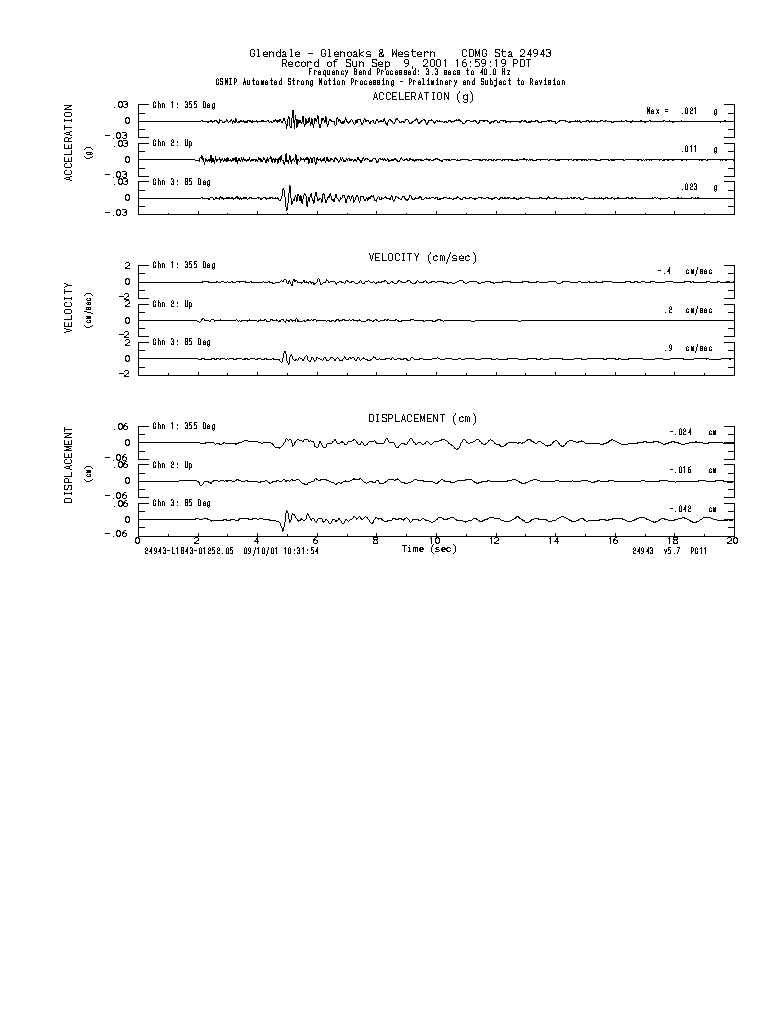 Glendale - Glenoaks & Western    CDMG Sta 24943
Record of Sun Sep  9, 2001 16:59:19 PDT
Frequency Band Processed: 3.3 secs to 40.0 Hz
CSMIP Automated Strong Motion Processing - Preliminary and Subject to Revision
ACCELERATION (g)
ACCELERATION
(g)
.03
0
-.03
Chn 1: 355 Deg
Max =  .021  g
.03
0
-.03
Chn 2: Up
.011  g
.03
0
-.03
Chn 3: 85 Deg
.023  g
VELOCITY (cm/sec)
VELOCITY
(cm/sec)
2
0
-2
Chn 1: 355 Deg
-.4  cm/sec
2
0
-2
Chn 2: Up
.2  cm/sec
2
0
-2
Chn 3: 85 Deg
.9  cm/sec
DISPLACEMENT (cm)
DISPLACEMENT
(cm)
.06
0
-.06
Chn 1: 355 Deg
-.024  cm
.06
0
-.06
Chn 2: Up
-.016  cm
.06
0
-.06
Chn 3: 85 Deg
-.042  cm
0 2 4 6 8 10 12 14 16 18 20
Time (sec)
24943-L1843-01252.05  09/10/01 10:31:54
24943  v5.7  PC11